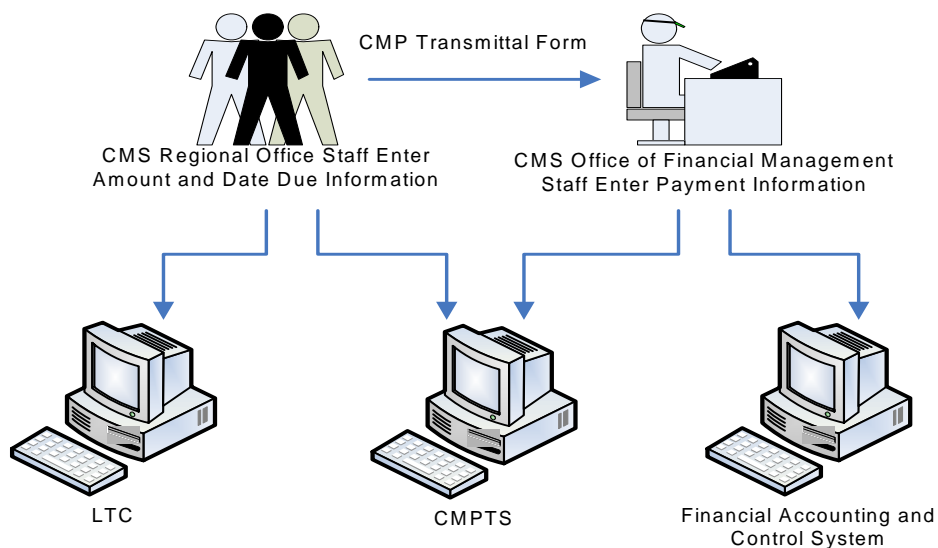 CMP Transmittal Form
CMS Regional Office Staff Enter
Amount and Date Due Information
CMS Office of Financial Management
Staff Enter Payment Information
LTC
CMPTS
Financial Accounting and
Control System